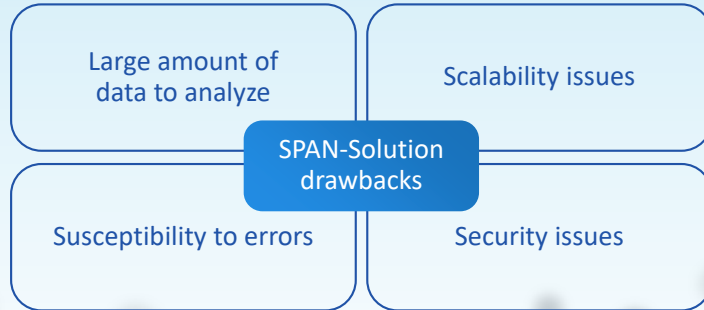 Large amount of
data to analyze
Scalability issues
SPAN-Solution
drawbacks
Susceptibility to errors
Security issues